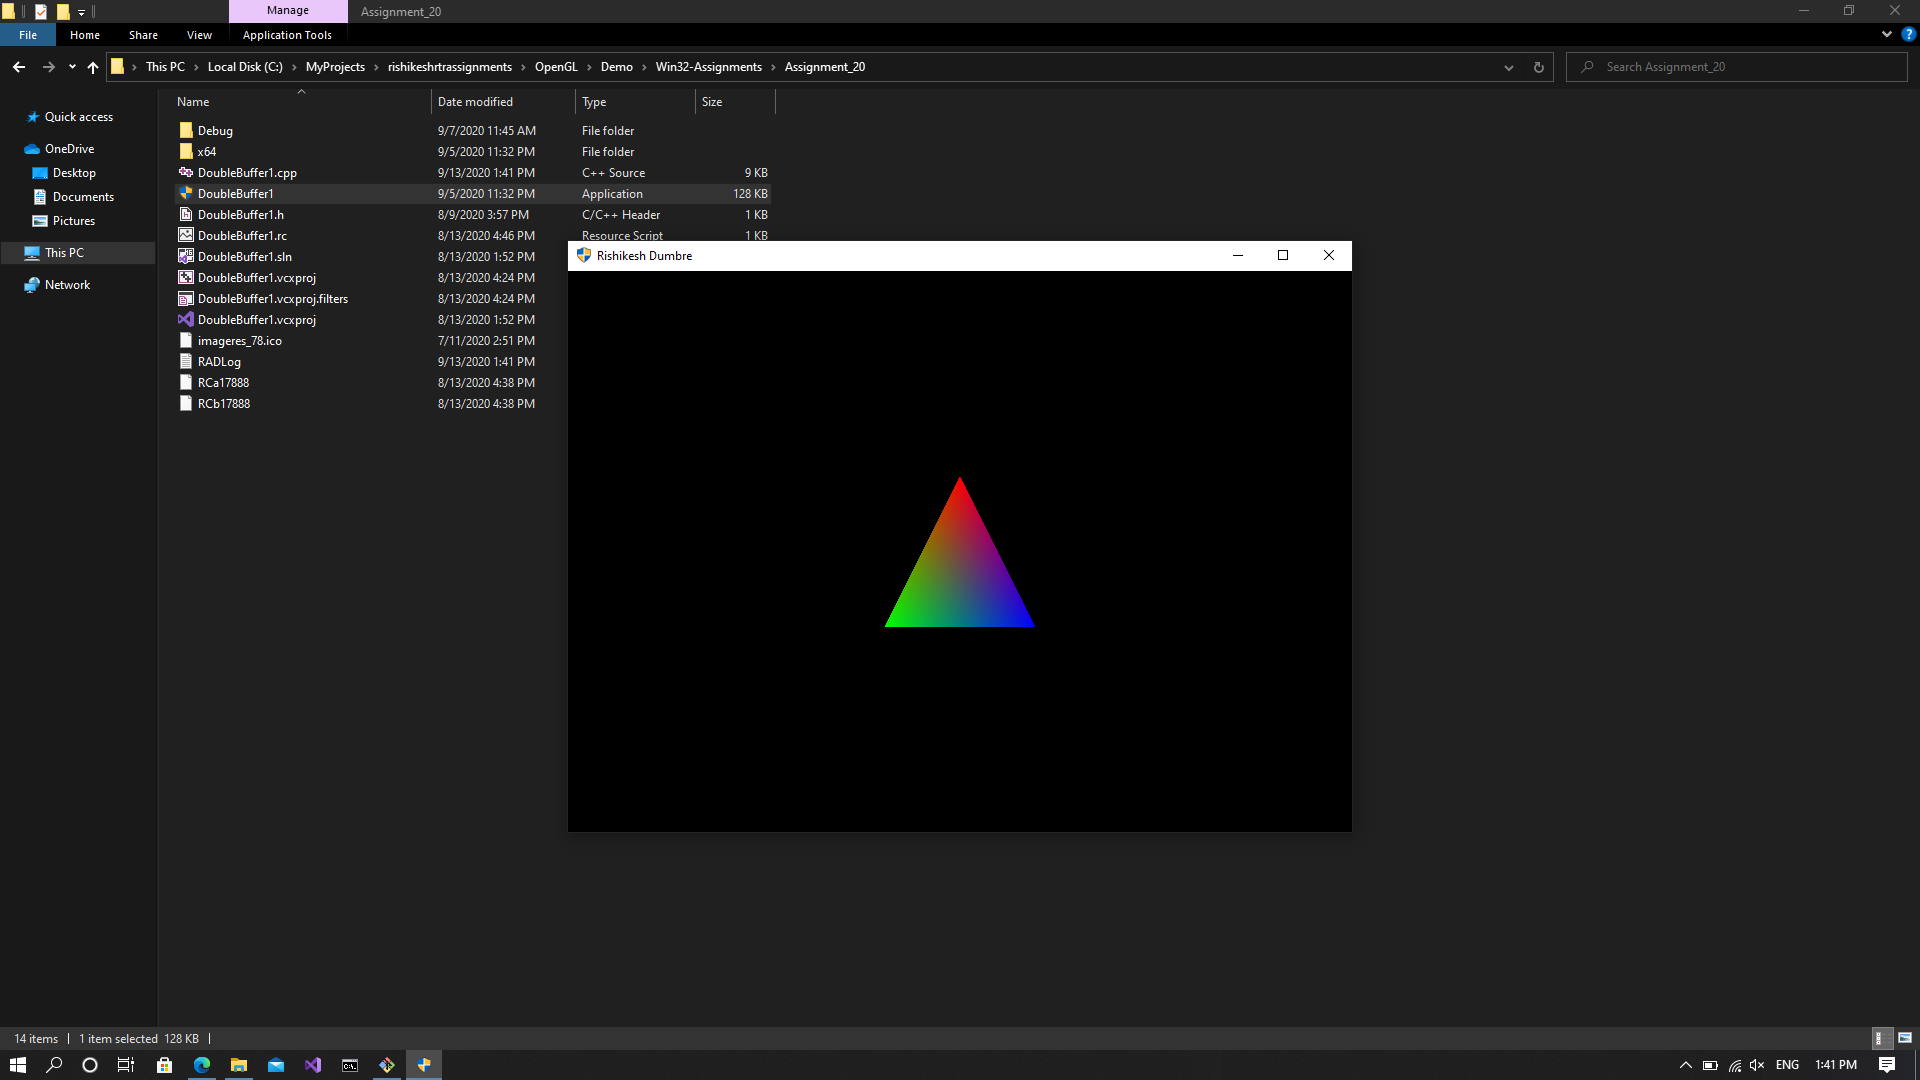 Manage
Assignment_20
File
Home
Share
View
Application Tools
This PC
Local Disk (C:)
MyProjects
rishikeshrtrassignments
OpenGL
Demo
Win32-Assignments
Assignment_20
Search Assignment_20
Name
Date modified
Type
Size
Quick access
OneDrive
Desktop
Documents
Pictures
This PC
Network
Debug 9/7/2020 11:45 AM File folder
x64 9/5/2020 11:32 PM File folder
DoubleBuffer1.cpp 9/13/2020 1:41 PM C++ Source 9 KB
DoubleBuffer1 9/5/2020 11:32 PM Application 128 KB
DoubleBuffer1.h 8/9/2020 3:57 PM C/C++ Header 1 KB
DoubleBuffer1.rc 8/13/2020 4:46 PM Resource Script 1 KB
DoubleBuffer1.sln 8/13/2020 1:52 PM
DoubleBuffer1.vcxproj 8/13/2020 4:24 PM
DoubleBuffer1.vcxproj.filters 8/13/2020 4:24 PM
DoubleBuffer1.vcxproj 8/13/2020 1:52 PM
imageres_78.ico 7/11/2020 2:51 PM
RADLog 9/13/2020 1:41 PM
RCa17888 8/13/2020 4:38 PM
RCb17888 8/13/2020 4:38 PM
Rishikesh Dumbre
14 items
1 item selected 128 KB
ENG
1:41 PM